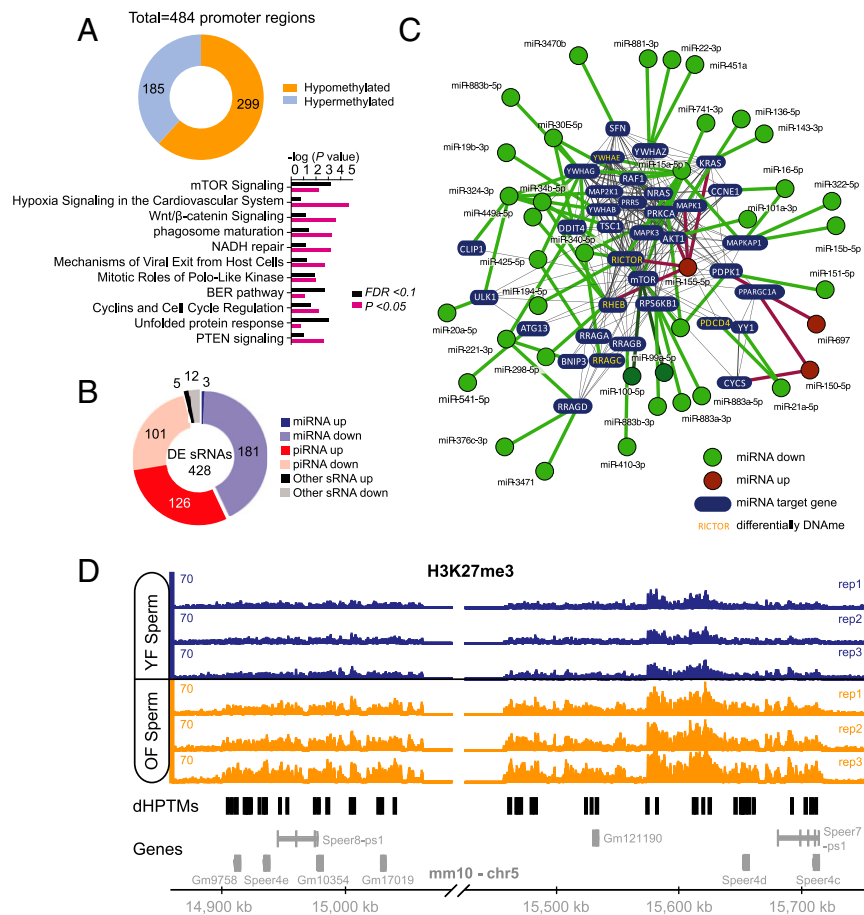 A
Total=484 promoter regions
185
299
Hypomethylated
Hypermethylated
-log (P value)
0 1 2 3 4 5
mTOR Signaling
Hypoxia Signaling in the Cardiovascular System
Wnt/β-catenin Signaling
phagosome maturation
NADH repair
Mechanisms of Viral Exit from Host Cells
Mitotic Roles of Polo-Like Kinase
BER pathway
Cyclins and Cell Cycle Regulation
Unfolded protein response
PTEN signaling
FDR <0.1
P <0.05
B
5
12
3
101
181
126
DE sRNAs
428
miRNA up
miRNA down
piRNA up
piRNA down
Other sRNA up
Other sRNA down
C
miR-3470b
miR-881-3p
miR-22-3p
miR-451a
miR-883b-5p
miR-30E-5p
miR-741-3p
miR-136-5p
miR-143-3p
miR-19b-3p
SFN
YWHAZ
YWHAE
miR-15a-5p
KRAS
YWHAG
RAF1
miR-16-5p
miR-324-3p
miR-34b-5p
MAP2K1
NRAS
CCNE1
miR-322-5p
PRR5
MAPK1
YWHAB
PRKCA
miR-101a-3p
miR-449a-5p
DDIT4
TSC1
MAPK3
AKT1
MAPKAP1
miR-340-5p
miR-15b-5p
CLIP1
miR-425-5p
RICTOR
miR-155-5p
PDPK1
miR-151-5p
mTOR
ULK1
miR-194-5p
RHEB
RPS6KB1
PPARGC1A
miR-20a-5p
ATG13
RRAGA
PDCD4
YY1
miR-697
miR-221-3p
RRAGB
miR-298-5p
BNIP3
RRAGC
miR-99a-5p
CYCS
miR-150-5p
miR-541-5p
miR-100-5p
miR-883a-5p
miR-21a-5p
RRAGD
miR-883b-3p
miR-883a-3p
miR-376c-3p
miR-410-3p
miR-3471
miRNA down
miRNA up
miRNA target gene
RICTOR differentially DNAme
D
H3K27me3
YF Sperm
70 rep1
70 rep2
70 rep3
OF Sperm
70 rep1
70 rep2
70 rep3
dHPTMs
Genes
Speer8-ps1
Gm121190
Speer7
-ps1
Gm9758 Speer4e Gm10354 Gm17019
mm10 - chr5
Speer4d Speer4c
14,900 kb 15,000 kb 15,500 kb 15,600 kb 15,700 kb